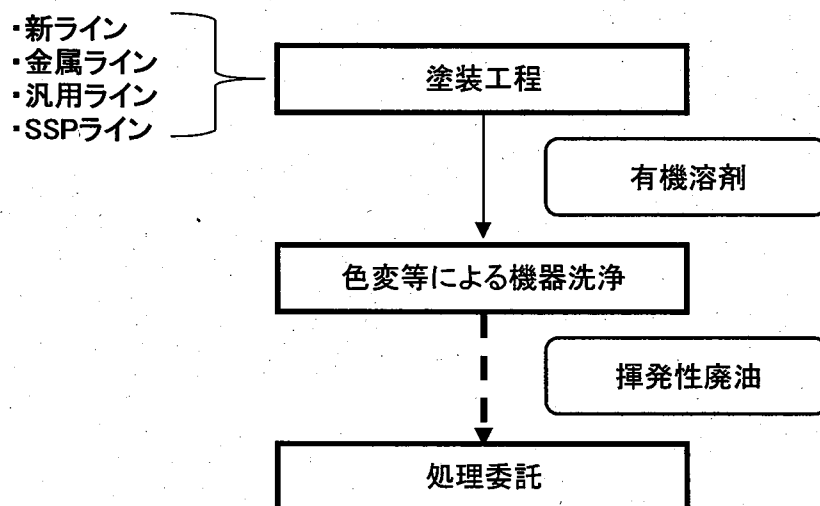 ・新ライン
・金属ライン
・汎用ライン
・SSPライン
塗装工程
有機溶剤
色変等による機器洗浄
揮発性廃油
処理委託